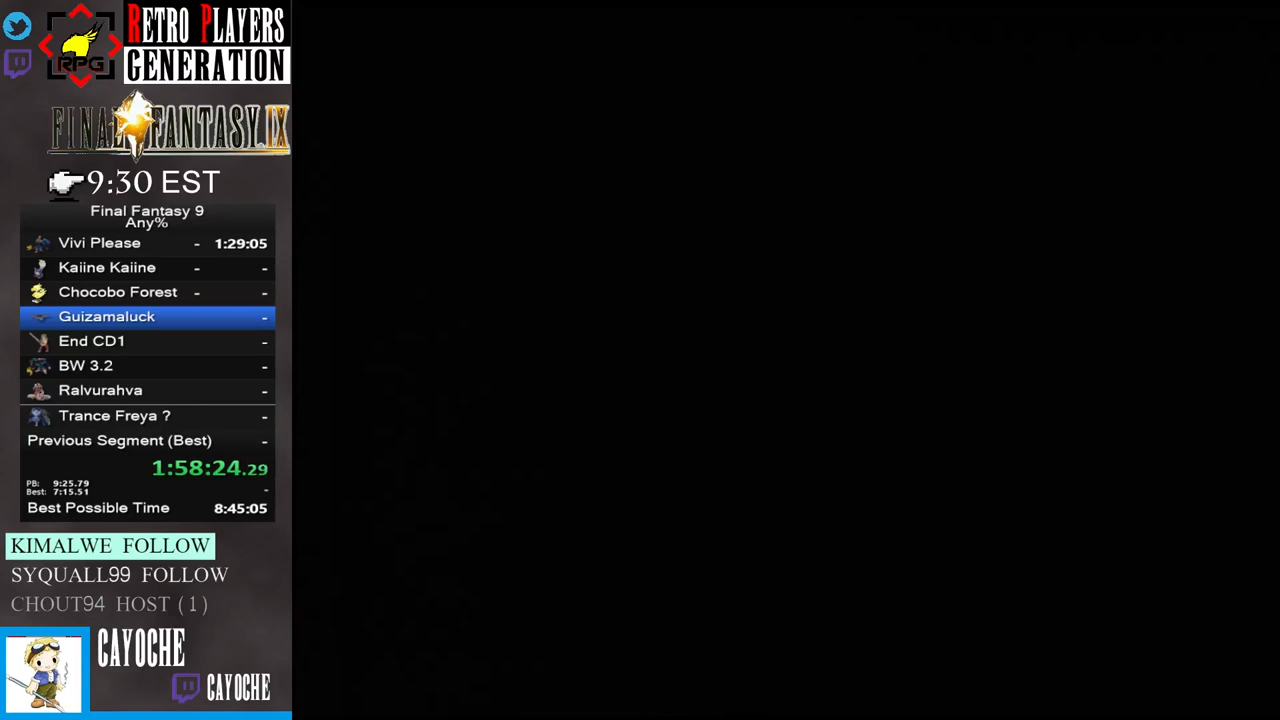 RETRO PLAYERS
GENERATION
RPG
FINAL FANTASY IX
9:30 EST
Final Fantasy 9
Any%
Vivi Please - 1:29:05
Kaiine Kaiine - -
Chocobo Forest - -
Guizamaluck -
End CD1 -
BW 3.2 -
Ralvurahva -
Trance Freya ? -
Previous Segment (Best) -
1:58:24.29
PB: 9:25.79
Best: 7:15.51 -
Best Possible Time 8:45:05
KIMALWE FOLLOW
SYQUALL99 FOLLOW
CHOUT94 HOST (1)
CAYOCHE
CAYOCHE